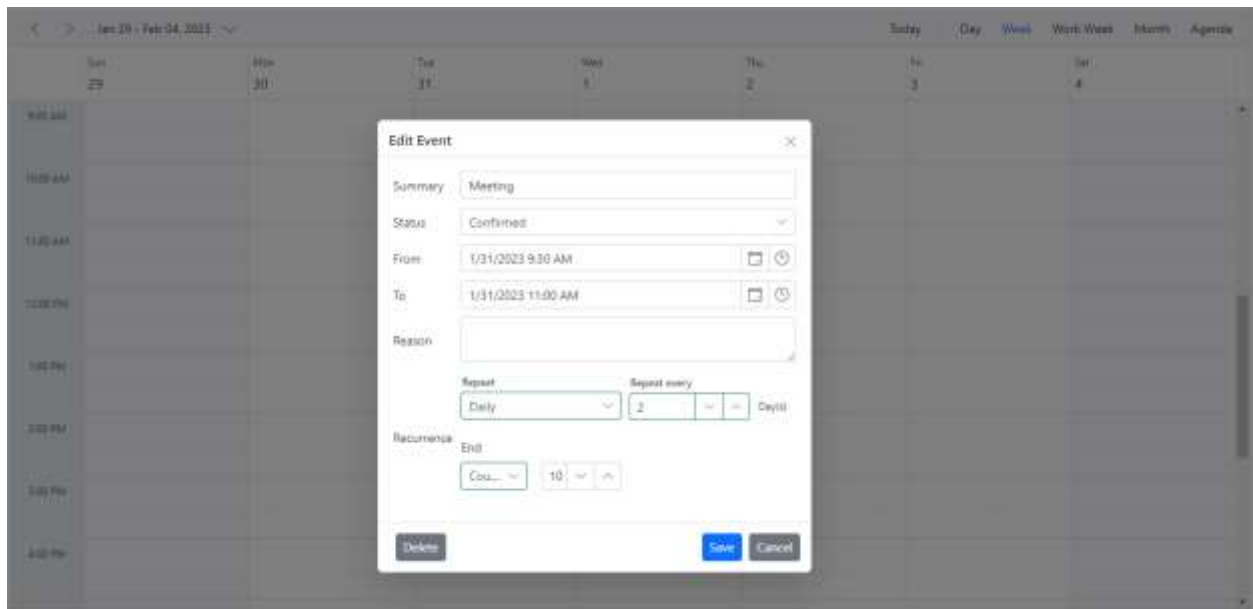 Jan 29 - Feb 04, 2023
Today Day Week Work Week Month Agenda
Sun Mon Tue Wed Thu Fri Sat
29 30 31 1 2 3 4
9:00 AM
10:00 AM
11:00 AM
12:00 PM
1:00 PM
2:00 PM
3:00 PM
4:00 PM
Edit Event
Summary Meeting
Status Confirmed
From 1/31/2023 9:30 AM
To 1/31/2023 11:00 AM
Reason
Repeat Repeat every
Daily 2 Day(s)
Recurrence
End
Cou... 10
Delete Save Cancel